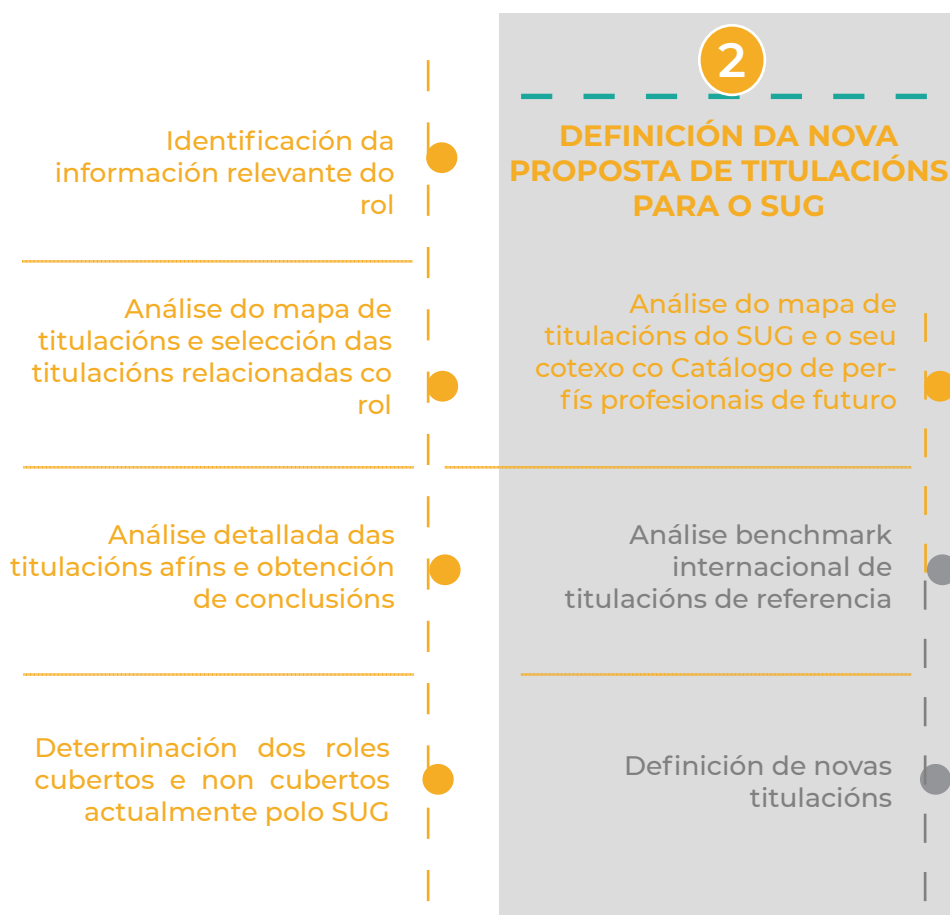 Identificación da
información relevante do
rol
Análise do mapa de
titulacións e selección das
titulacións relacionadas co
rol
Análise detallada das
titulacións afíns e obtención
de conclusións
Determinación dos roles
cubertos e non cubertos
actualmente polo SUG
2
DEFINICIÓN DA NOVA
PROPOSTA DE TITULACIÓNS
PARA O SUG
Análise do mapa de
titulacións do SUG e o seu
cotexo co Catálogo de per-
fís profesionais de futuro
Análise benchmark
internacional de
titulacións de referencia
Definición de novas
titulacións